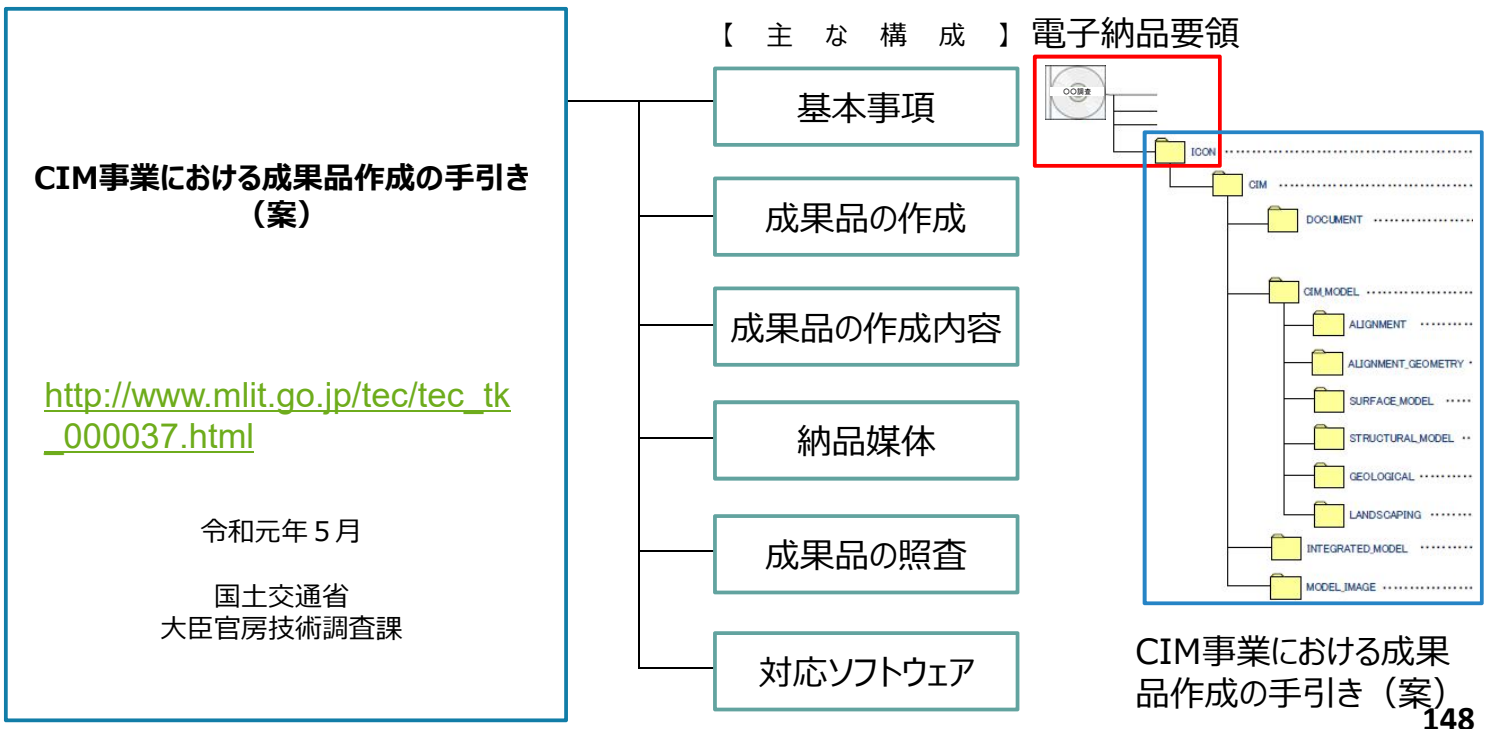 CIM事業における成果品作成の手引き
（案）
http://www.mlit.go.jp/tec/tec_tk
_000037.html
令和元年５月
国土交通省
大臣官房技術調査課
【主な構成】
基本事項
成果品の作成
成果品の作成内容
納品媒体
成果品の照査
対応ソフトウェア
電子納品要領
○○調査
ICON
CIM
DOCUMENT
CIM_MODEL
ALIGNMENT
ALIGNMENT_GEOMETRY
SURFACE_MODEL
STRUCTURAL_MODEL
GEOLOGICAL
LANDSCAPING
INTEGRATED_MODEL
MODEL_IMAGE
CIM事業における成果
品作成の手引き（案）
148